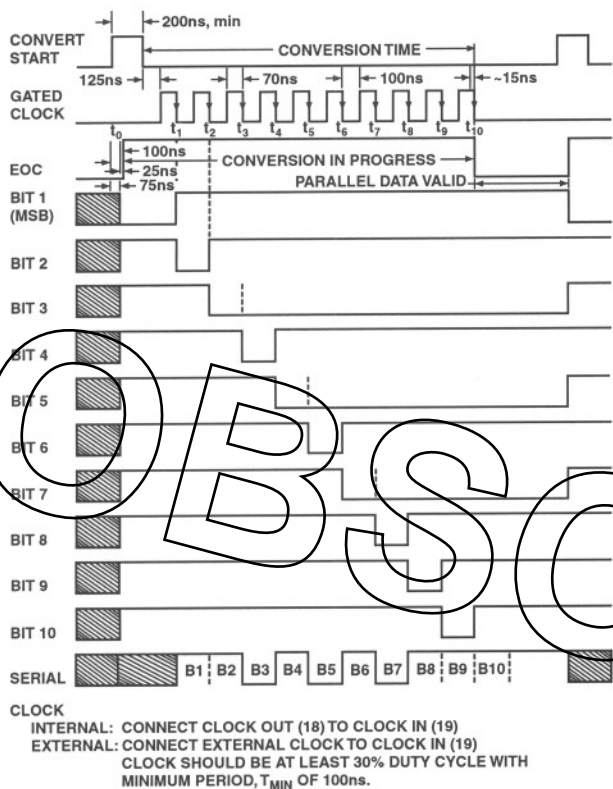 200ns, min
CONVERT
START
CONVERSION TIME
125ns
70ns
100ns
~15ns
GATED
CLOCK
t0 t1 t2 t3 t4 t5 t6 t7 t8 t9 t10
100ns
EOC
CONVERSION IN PROGRESS
25ns
75ns
PARALLEL DATA VALID
BIT 1
(MSB)
BIT 2
BIT 3
BIT 4
BIT 5
BIT 6
BIT 7
BIT 8
BIT 9
BIT 10
SERIAL
B1 B2 B3 B4 B5 B6 B7 B8 B9 B10
OBSO
CLOCK
INTERNAL: CONNECT CLOCK OUT (18) TO CLOCK IN (19)
EXTERNAL: CONNECT EXTERNAL CLOCK TO CLOCK IN (19)
CLOCK SHOULD BE AT LEAST 30% DUTY CYCLE WITH
MINIMUM PERIOD, TMIN OF 100ns.